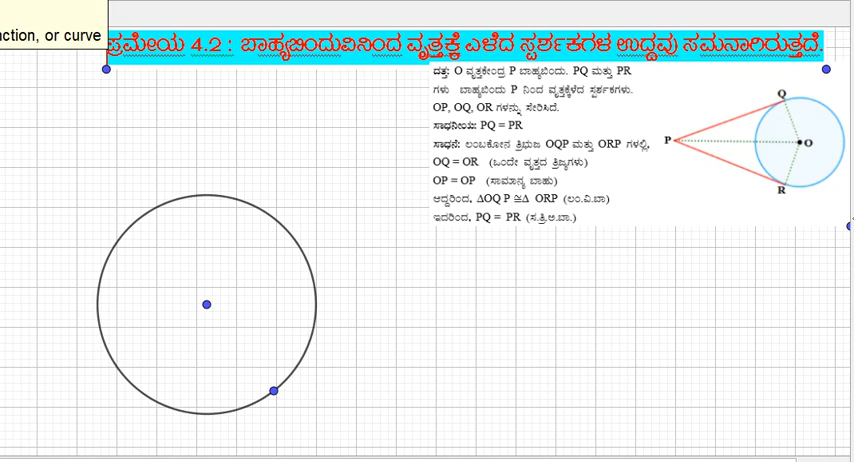 nction, or curve
ಪ್ರಮೇಯ 4.2 : ಬಾಹ್ಯಬಿಂದುವಿನಿಂದ ವೃತ್ತಕ್ಕೆ ಎಳೆದ ಸ್ಪರ್ಶಕಗಳ ಉದ್ದವು ಸಮನಾಗಿರುತ್ತದೆ.
ದತ್ತ: O ವೃತ್ತಕೇಂದ್ರ P ಬಾಹ್ಯಬಿಂದು. PQ ಮತ್ತು PR
ಗಳು ಬಾಹ್ಯಬಿಂದು P ನಿಂದ ವೃತ್ತಕ್ಕೆಳೆದ ಸ್ಪರ್ಶಕಗಳು.
OP, OQ, OR ಗಳನ್ನು ಸೇರಿಸಿದೆ.
ಸಾಧನೀಯ: PQ = PR
ಸಾಧನೆ: ಲಂಬಕೋನ ತ್ರಿಭುಜ OQP ಮತ್ತು ORP ಗಳಲ್ಲಿ,
OQ = OR (ಒಂದೇ ವೃತ್ತದ ತ್ರಿಜ್ಯಗಳು)
OP = OP (ಸಾಮಾನ್ಯ ಬಾಹು)
ಆದ್ದರಿಂದ, ΔOQ P ≅Δ ORP (ಲಂ.ವಿ.ಬಾ)
ಇದರಿಂದ, PQ = PR (ಸ.ತ್ರಿ.ಅ.ಬಾ.)
Q
P
O
R